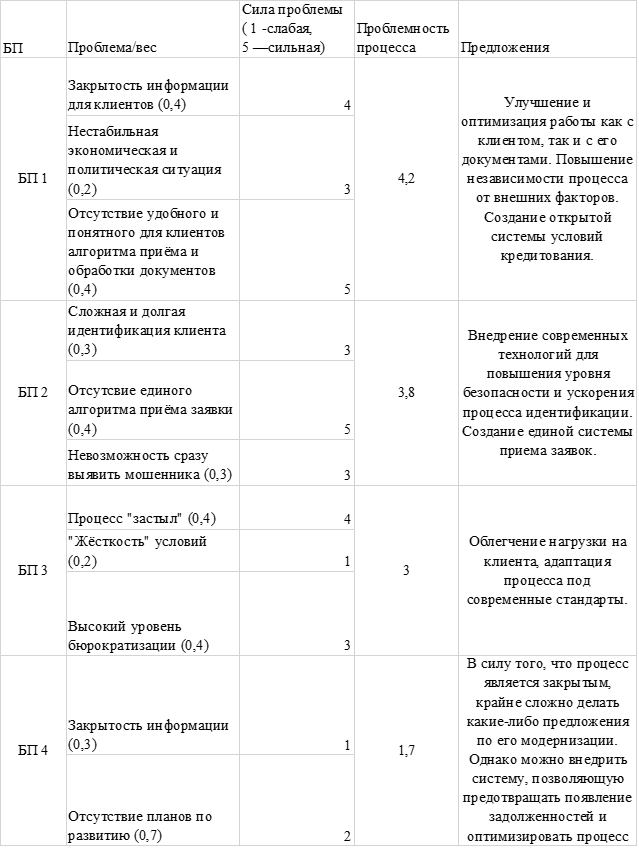 БП
Проблема/вес
Сила проблемы
( 1 -слабая,
5 —сильная)
Проблемность
процесса
Предложения
БП 1
Закрытость информации
для клиентов (0,4)
4
Нестабильная
экономическая и
политическая ситуация
(0,2)
3
Отсутствие удобного и
понятного для клиентов
алгоритма приёма и
обработки документов
(0,4)
5
4,2
Улучшение и
оптимизация работы как с
клиентом, так и с его
документами. Повышение
независимости процесса
от внешних факторов.
Создание открытой
системы условий
кредитования.
БП 2
Сложная и долгая
идентификация клиента
(0,3)
3
Отсутсвие единого
алгоритма приёма заявки
(0,4)
5
Невозможность сразу
выявить мошенника (0,3)
3
3,8
Внедрение современных
технологий для
повышения уровня
безопасности и ускорения
процесса идентификации.
Создание единой системы
приема заявок.
БП 3
Процесс "застыл" (0,4)
4
"Жёсткость" условий
(0,2)
1
Высокий уровень
бюрократизации (0,4)
3
3
Облегчение нагрузки на
клиента, адаптация
процесса под
современные стандарты.
БП 4
Закрытость информации
(0,3)
1
Отсутствие планов по
развитию (0,7)
2
1,7
В силу того, что процесс
является закрытым,
крайне сложно делать
какие-либо предложения
по его модернизации.
Однако можно внедрить
систему, позволяющую
предотвращать появление
задолженностей и
оптимизировать процесс